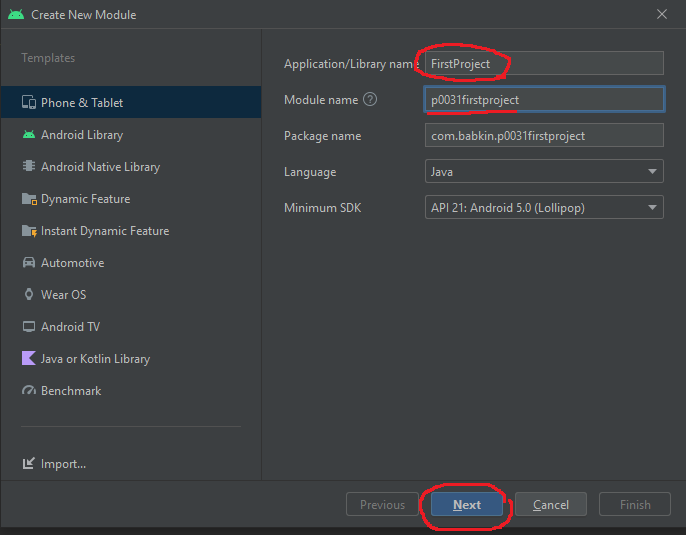 Create New Module
Templates
Phone & Tablet
Android Library
Android Native Library
Dynamic Feature
Instant Dynamic Feature
Automotive
Wear OS
Android TV
Java or Kotlin Library
Benchmark
Import...
Application/Library name FirstProject
Module name ? p0031firstproject
Package name com.babkin.p0031firstproject
Language Java
Minimum SDK API 21: Android 5.0 (Lollipop)
Previous Next Cancel Finish